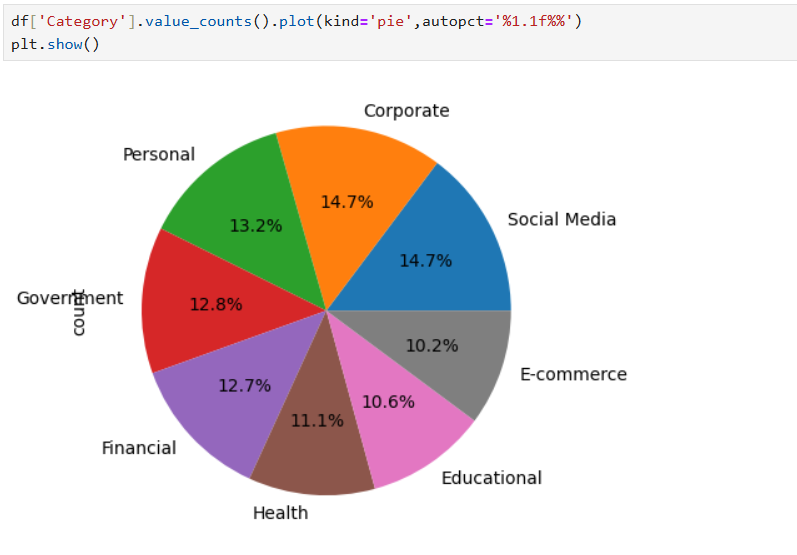 df['Category'].value_counts().plot(kind='pie',autopct='%1.1f%%')
plt.show()
Corporate
Personal
14.7%
13.2%
Social Media
14.7%
Government
count
12.8%
10.2%
E-commerce
12.7%
10.6%
11.1%
Financial
Educational
Health